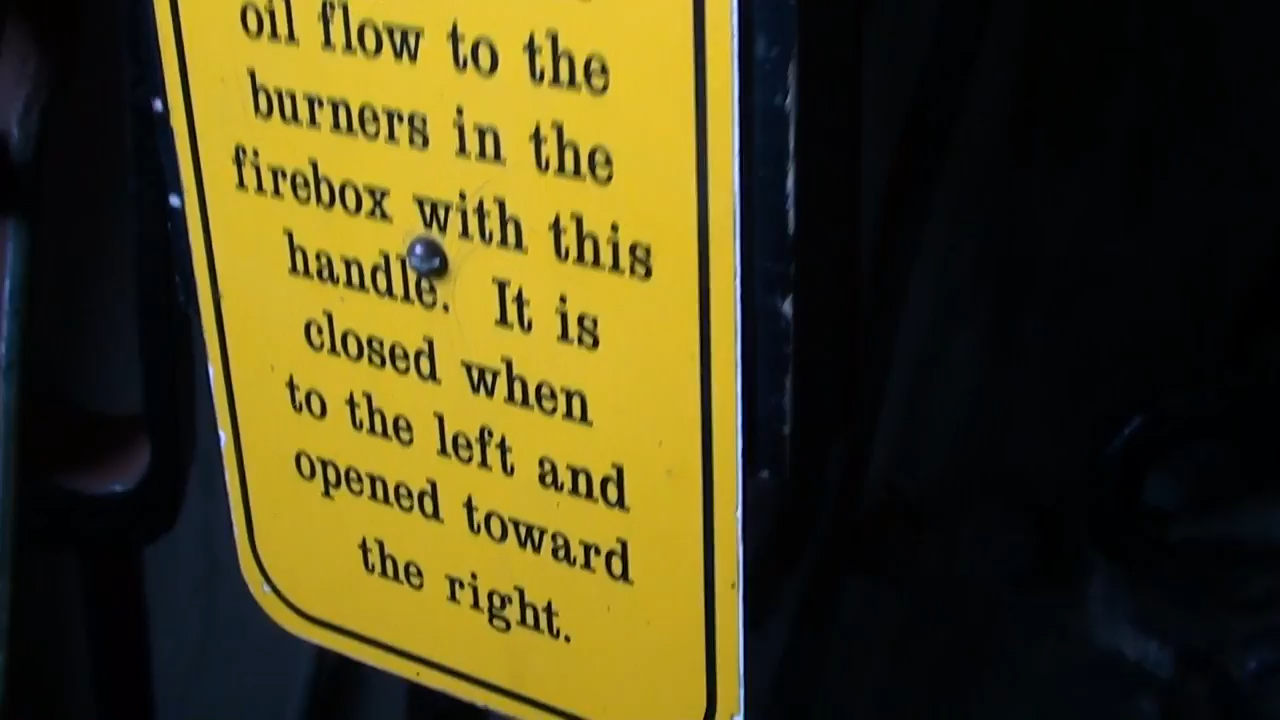 oil flow to the
burners in the
firebox with this
handle. It is
closed when
to the left and
opened toward
the right.